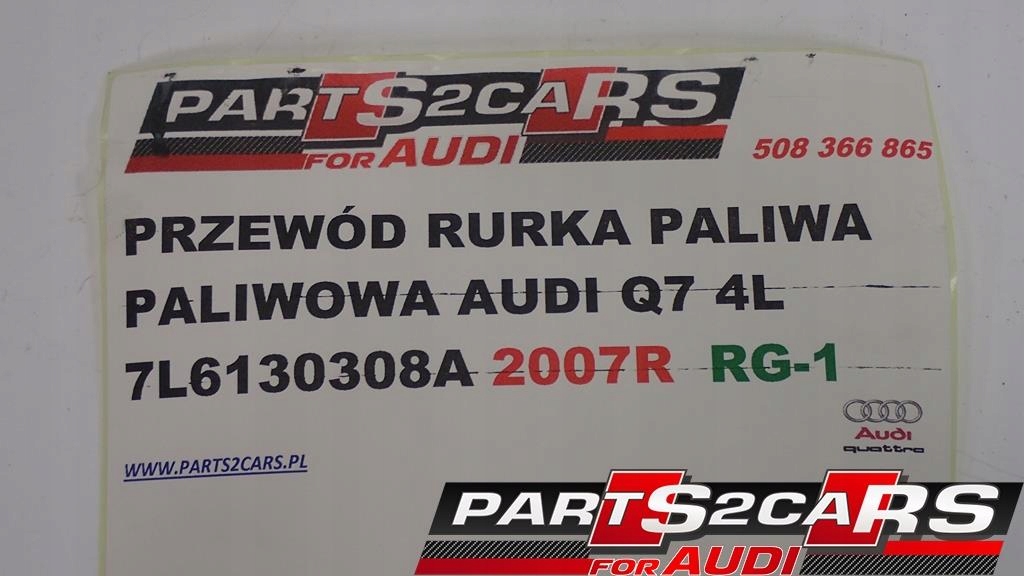 PARTS2CARS
FOR AUDI
508 366 865
PRZEWÓD RURKA PALIWA
PALIWOWA AUDI Q7 4L
7L6130308A 2007R RG-1
Audi
quattro
WWW.PARTS2CARS.PL
PARTS2CARS
FOR AUDI